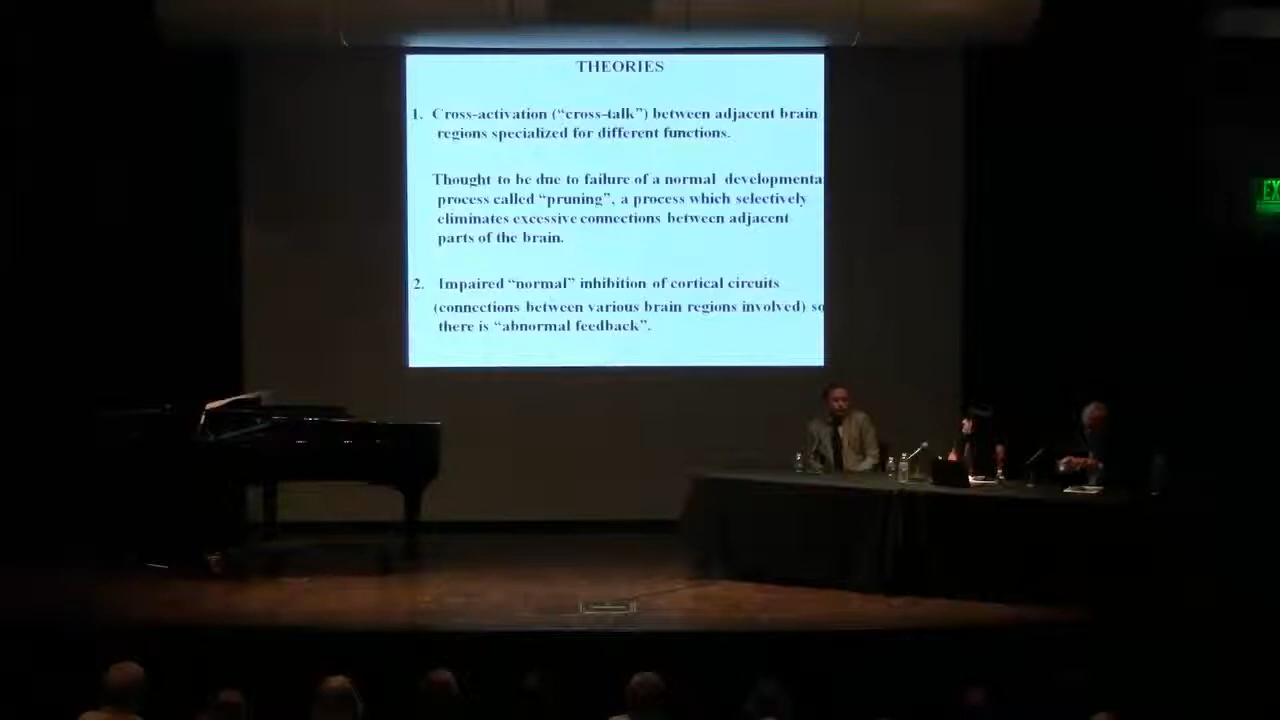 THEORIES
1. Cross-activation (“cross-talk”) between adjacent brain
regions specialized for different functions.
Thought to be due to failure of a normal developmenta
process called “pruning”, a process which selectively
eliminates excessive connections between adjacent
parts of the brain.
2. Impaired “normal” inhibition of cortical circuits
(connections between various brain regions involved) so
there is “abnormal feedback”.
EX